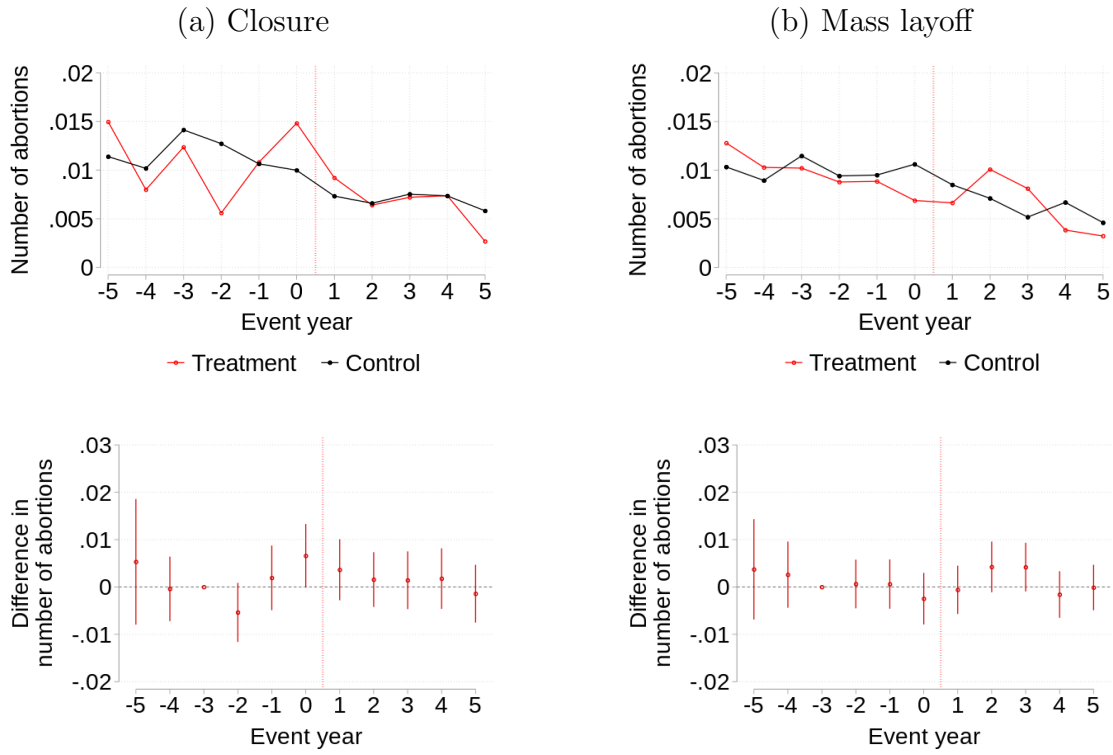 (a) Closure
Number of abortions
.02
.015
.01
.005
0
-5 -4 -3 -2 -1 0 1 2 3 4 5
Event year
Treatment Control
(b) Mass layoff
Number of abortions
.02
.015
.01
.005
0
-5 -4 -3 -2 -1 0 1 2 3 4 5
Event year
Treatment Control
Difference in
number of abortions
.03
.02
.01
0
-.01
-.02
-5 -4 -3 -2 -1 0 1 2 3 4 5
Event year
Difference in
number of abortions
.03
.02
.01
0
-.01
-.02
-5 -4 -3 -2 -1 0 1 2 3 4 5
Event year